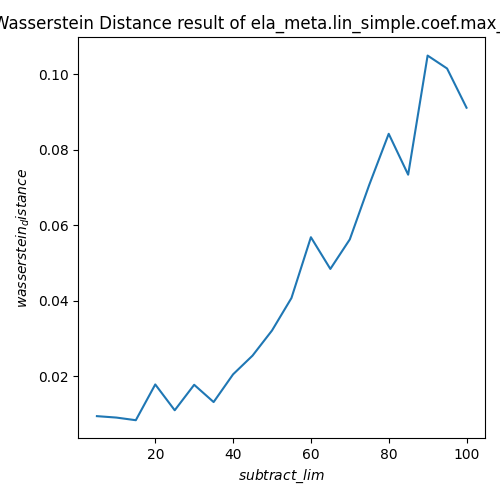 Wasserstein Distance result of ela_meta.lin_simple.coef.max_
0.10
0.08
0.06
0.04
0.02
wasserstein_distance
20 40 60 80 100
subtract_lim